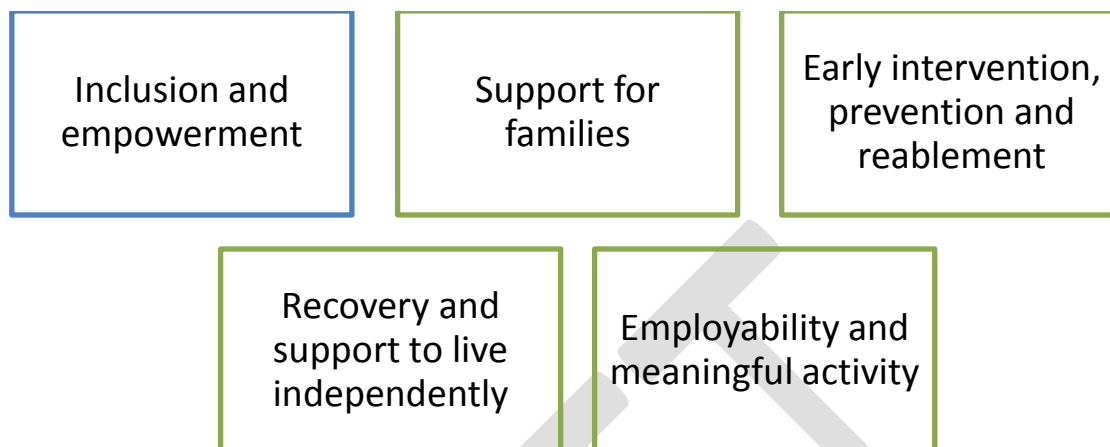 Inclusion and
empowerment
Support for
families
Early intervention,
prevention and
reablement
Recovery and
support to live
independently
Employability and
meaningful activity